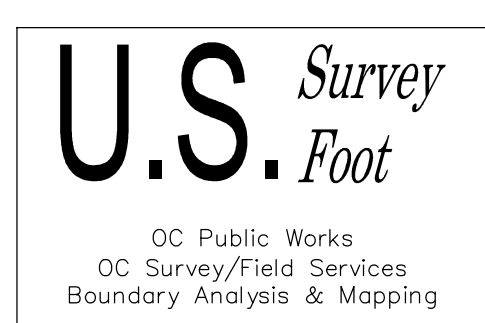 U.S. Survey Foot
OC Public Works
OC Survey/Field Services
Boundary Analysis & Mapping